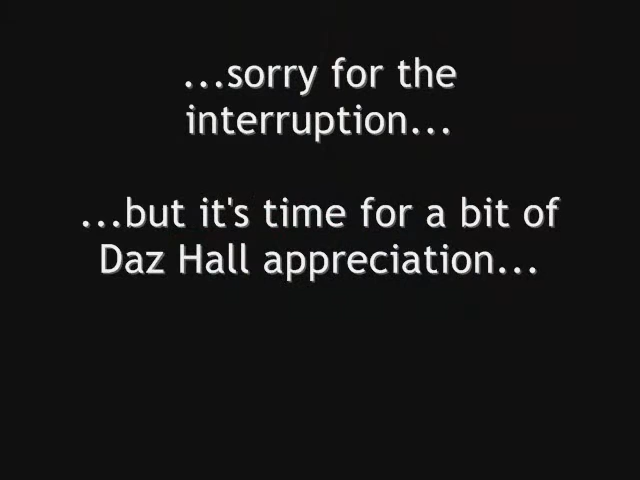 ...sorry for the
interruption...
...but it's time for a bit of
Daz Hall appreciation...